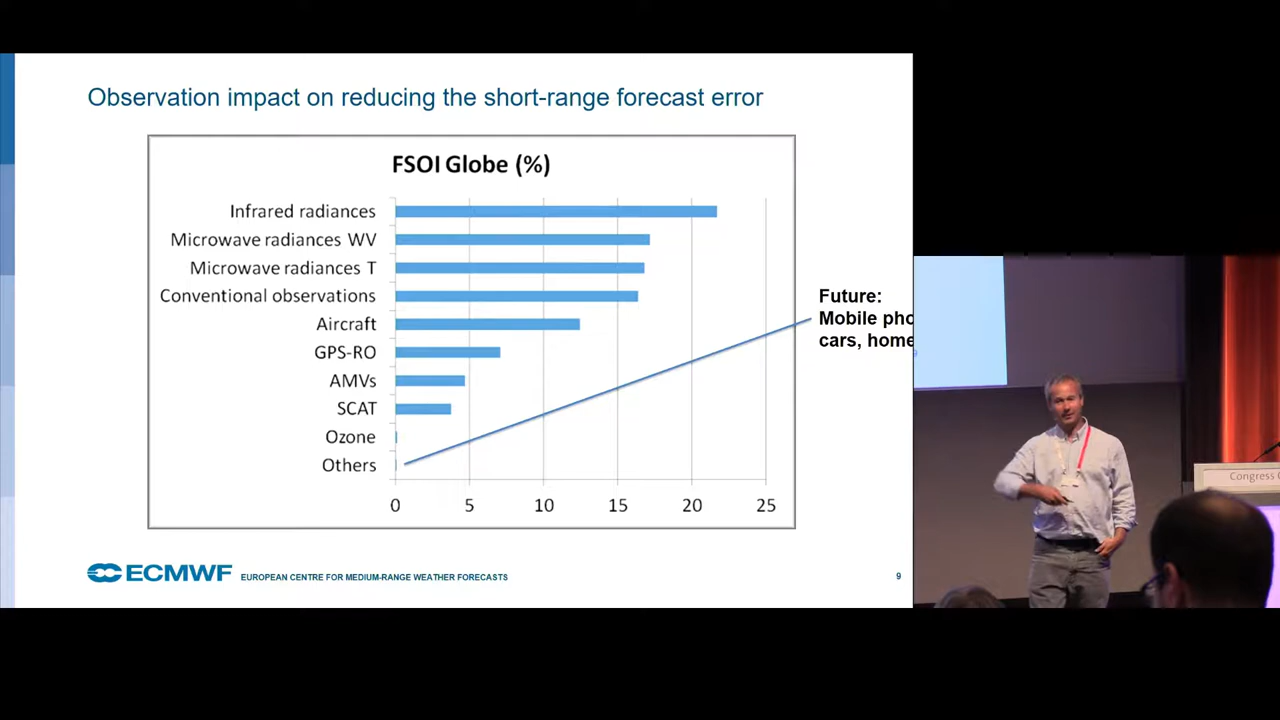 Observation impact on reducing the short-range forecast error
FSOI Globe (%)
Infrared radiances
Microwave radiances WV
Microwave radiances T
Conventional observations
Aircraft
GPS-RO
AMVs
SCAT
Ozone
Others
0 5 10 15 20 25
Future:
Mobile pho
cars, home
ECMWF EUROPEAN CENTRE FOR MEDIUM-RANGE WEATHER FORECASTS
9
Congress